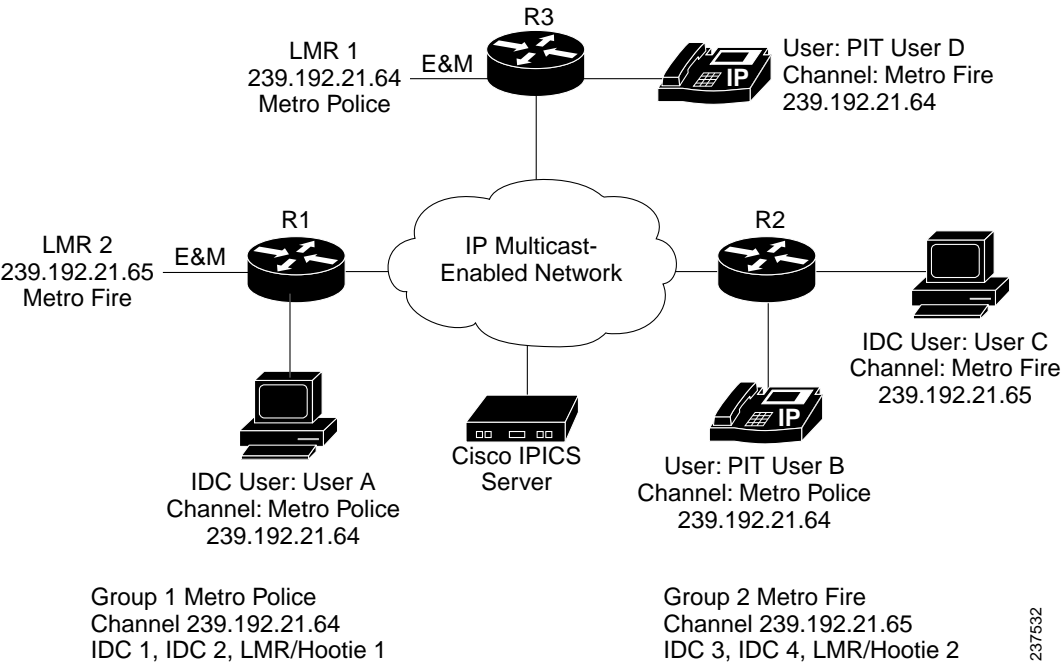 R3
LMR 1
239.192.21.64
Metro Police
E&M
IP
User: PIT User D
Channel: Metro Fire
239.192.21.64
R1
R2
LMR 2
239.192.21.65
Metro Fire
E&M
IP Multicast-
Enabled Network
IDC User: User C
Channel: Metro Fire
239.192.21.65
IP
Cisco IPICS
Server
User: PIT User B
Channel: Metro Police
239.192.21.64
IDC User: User A
Channel: Metro Police
239.192.21.64
Group 1 Metro Police
Channel 239.192.21.64
IDC 1, IDC 2, LMR/Hootie 1
Group 2 Metro Fire
Channel 239.192.21.65
IDC 3, IDC 4, LMR/Hootie 2
237532